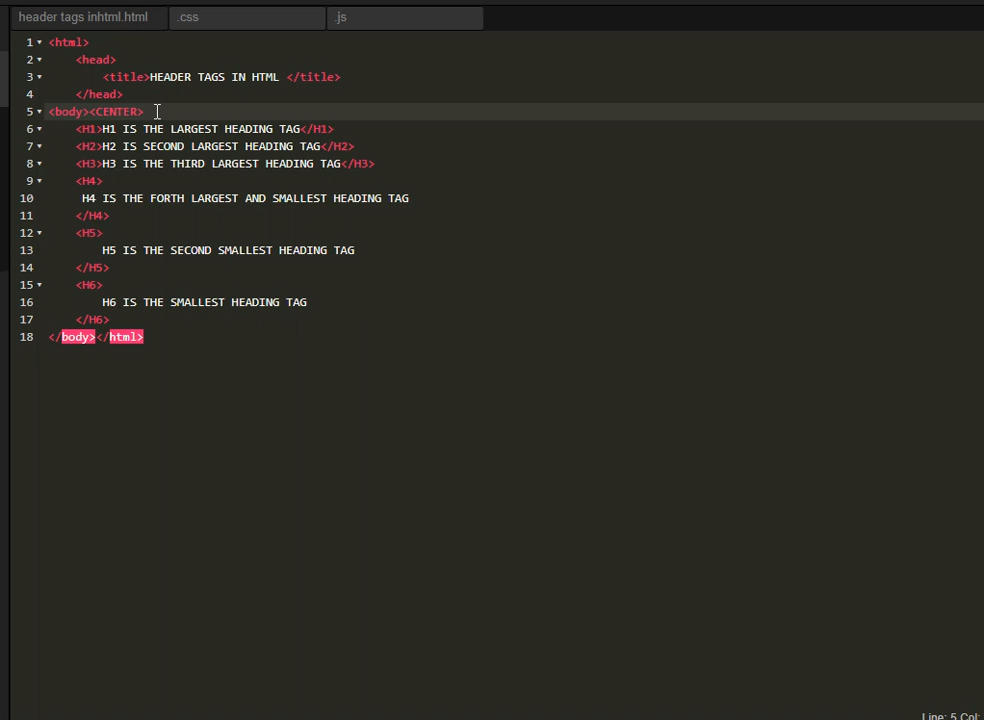 header tags inhtml.html .css .js
1 <html>
2 <head>
3 <title>HEADER TAGS IN HTML </title>
4 </head>
5 <body><CENTER>
6 <H1>H1 IS THE LARGEST HEADING TAG</H1>
7 <H2>H2 IS SECOND LARGEST HEADING TAG</H2>
8 <H3>H3 IS THE THIRD LARGEST HEADING TAG</H3>
9 <H4>
10 H4 IS THE FORTH LARGEST AND SMALLEST HEADING TAG
11 </H4>
12 <H5>
13 H5 IS THE SECOND SMALLEST HEADING TAG
14 </H5>
15 <H6>
16 H6 IS THE SMALLEST HEADING TAG
17 </H6>
18 </body></html>
Line: 5 Col: